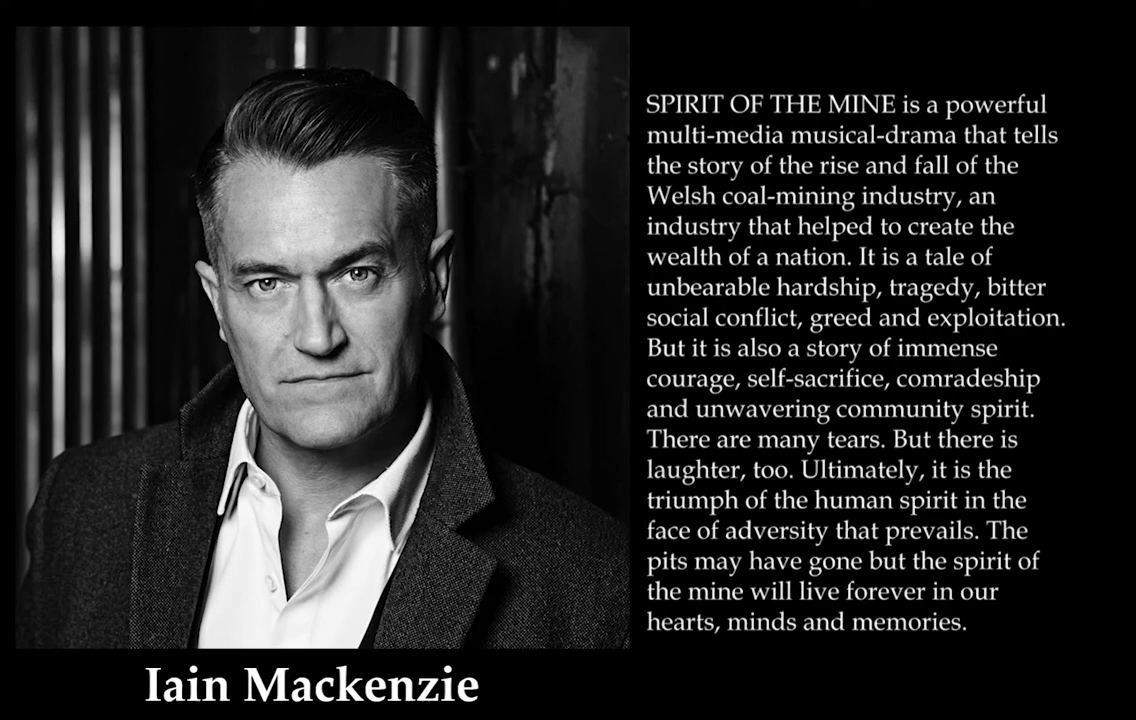 SPIRIT OF THE MINE is a powerful
multi-media musical-drama that tells
the story of the rise and fall of the
Welsh coal-mining industry, an
industry that helped to create the
wealth of a nation. It is a tale of
unbearable hardship, tragedy, bitter
social conflict, greed and exploitation.
But it is also a story of immense
courage, self-sacrifice, comradeship
and unwavering community spirit.
There are many tears. But there is
laughter, too. Ultimately, it is the
triumph of the human spirit in the
face of adversity that prevails. The
pits may have gone but the spirit of
the mine will live forever in our
hearts, minds and memories.
Iain Mackenzie